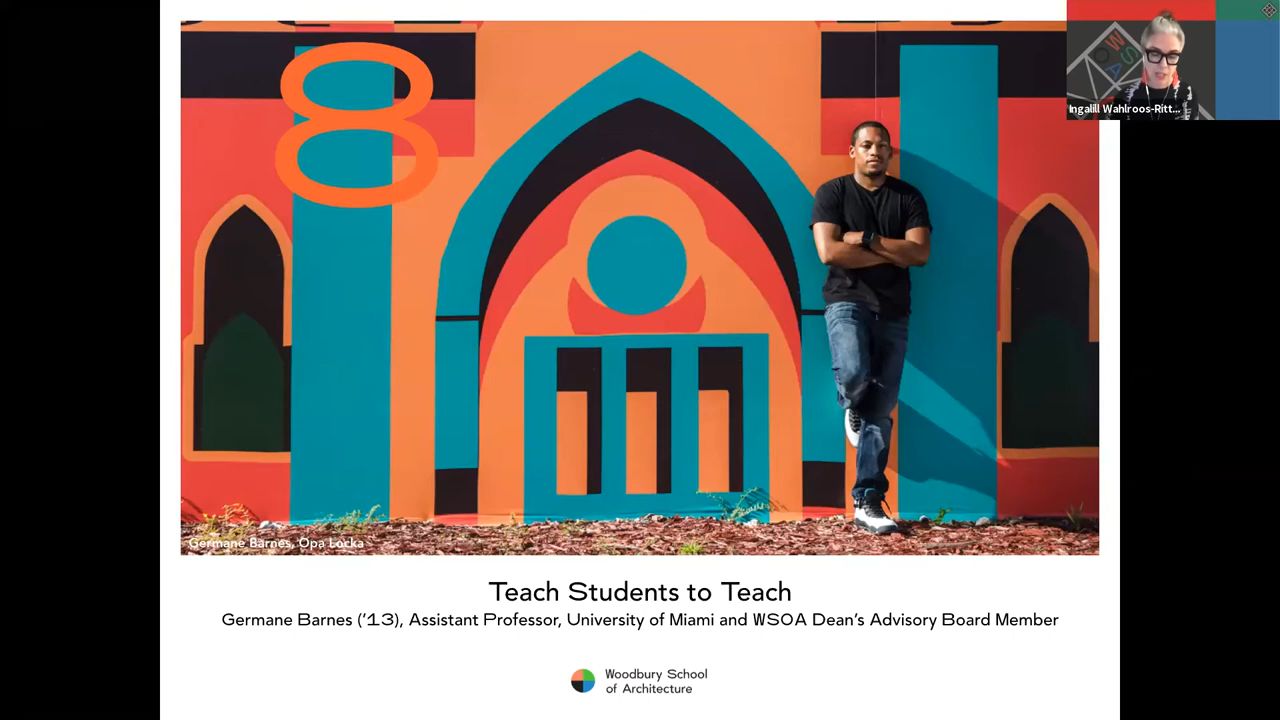 8
Ingalill Wahlroos-Ritt...
Germane Barnes, Opa Locka
Teach Students to Teach
Germane Barnes ('13), Assistant Professor, University of Miami and WSOA Dean's Advisory Board Member
Woodbury School
of Architecture